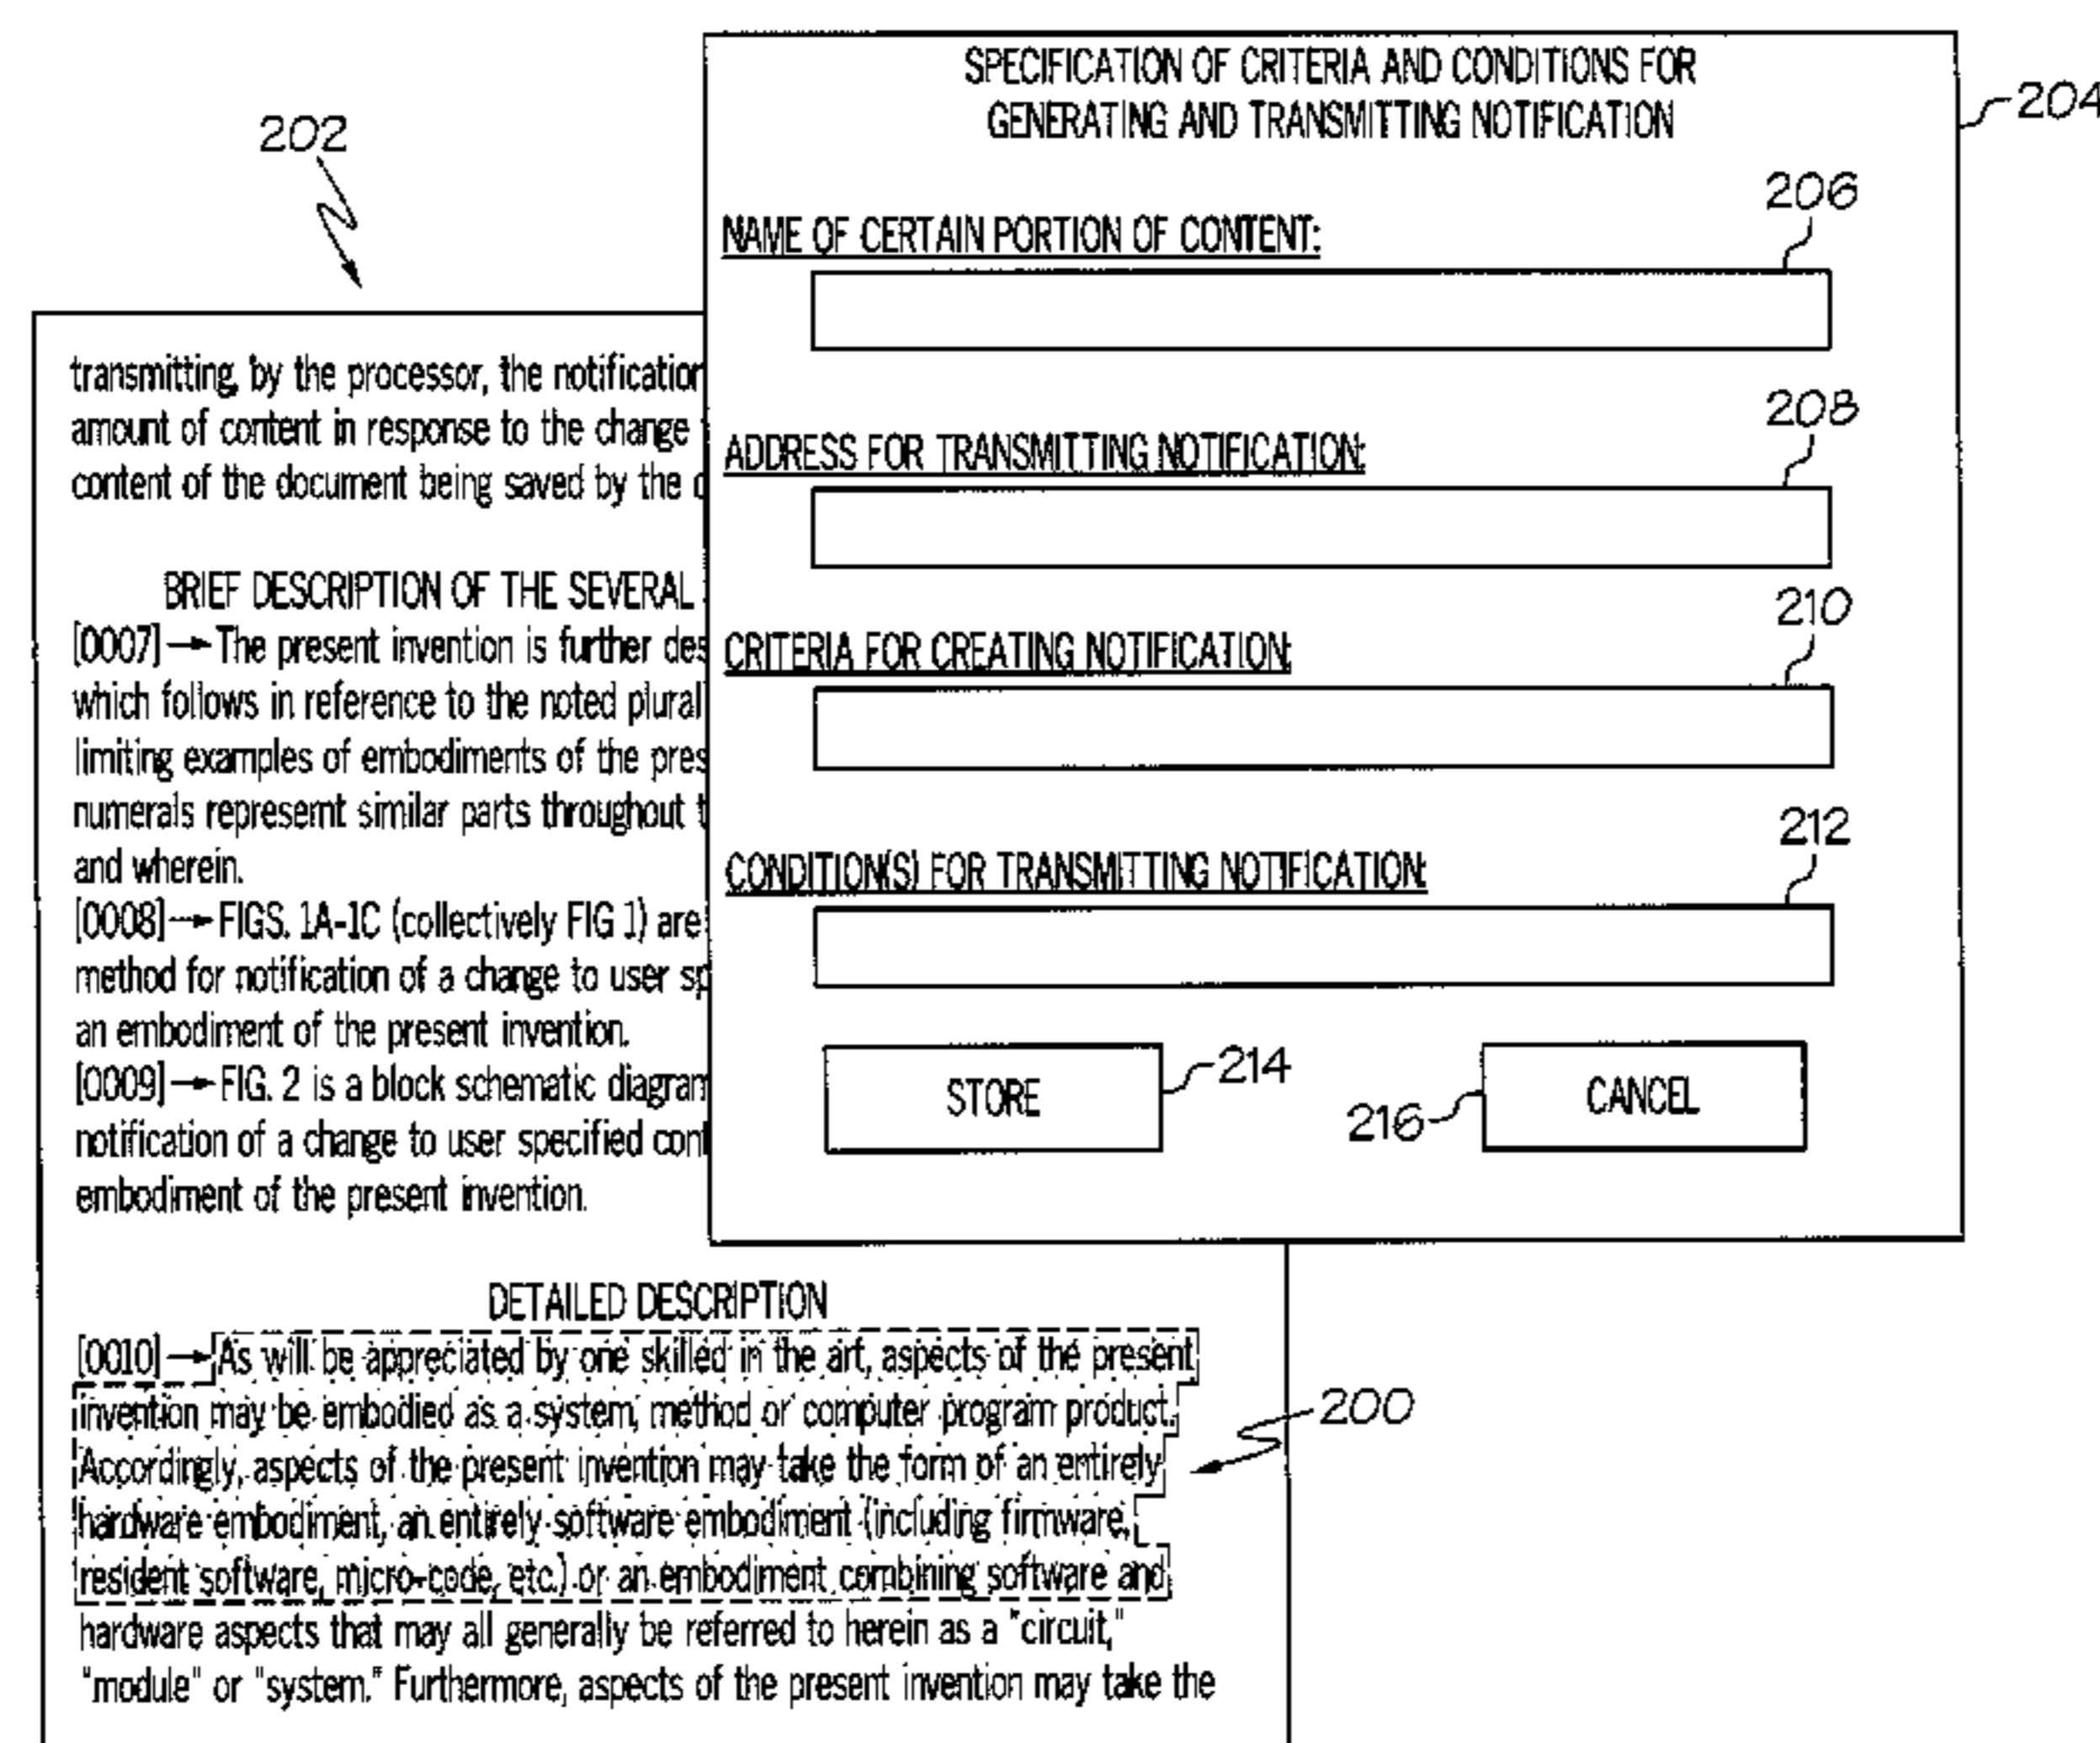 SPECIFICATION OF CRITERIA AND CONDITIONS FOR
GENERATING AND TRANSMITTING NOTIFICATION
204
202
206
NAME OF CERTAIN PORTION OF CONTENT:
208
ADDRESS FOR TRANSMITTING NOTIFICATION:
210
CRITERIA FOR CREATING NOTIFICATION:
212
CONDITION(S) FOR TRANSMITTING NOTIFICATION:
STORE
214
216
CANCEL
transmitting, by the processor, the notification
amount of content in response to the change
content of the document being saved by the
BRIEF DESCRIPTION OF THE SEVERAL
[0007]→The present invention is further des
which follows in reference to the noted plural
limiting examples of embodiments of the pres
numerals represemt similar parts throughout t
and wherein.
[0008]→FIGS. 1A-1C (collectively FIG 1) are
method for notification of a change to user sp
an embodiment of the present invention.
[0009]→FIG. 2 is a block schematic diagram
notification of a change to user specified cont
embodiment of the present invention.
DETAILED DESCRIPTION
[0010]→As will be appreciated by one skilled in the art, aspects of the present
invention may be embodied as a system, method or computer program product.
Accordingly, aspects of the present invention may take the form of an entirely
hardware embodiment, an entirely software embodiment (including firmware,
resident software, micro-code, etc.) or an embodiment combining software and
hardware aspects that may all generally be referred to herein as a "circuit,"
"module" or "system." Furthermore, aspects of the present invention may take the
200